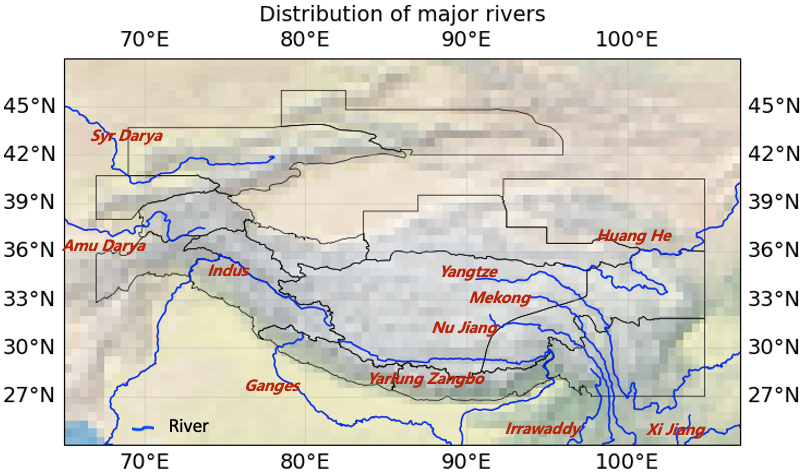 Distribution of major rivers
70°E 80°E 90°E 100°E
45°N 45°N
Syr Darya
42°N 42°N
39°N 39°N
Huang He
Amu Darya
36°N 36°N
Indus
Yangtze
33°N Mekong 33°N
Nu Jiang
30°N 30°N
Yarlung Zangbo
Ganges
27°N 27°N
River
Irrawaddy
Xi Jiang
70°E 80°E 90°E 100°E